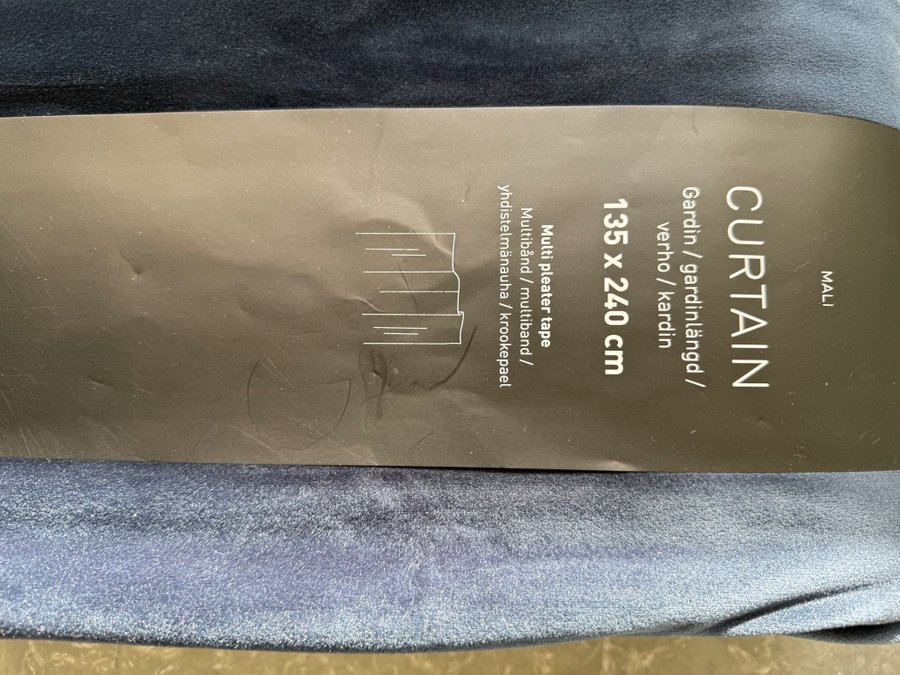 MALI
CURTAIN
Gardin / gardinlängd /
verho / kardin
135 x 240 cm
Multi pleater tape
Multibånd / multiband /
yhdistelmänauha / krookepael